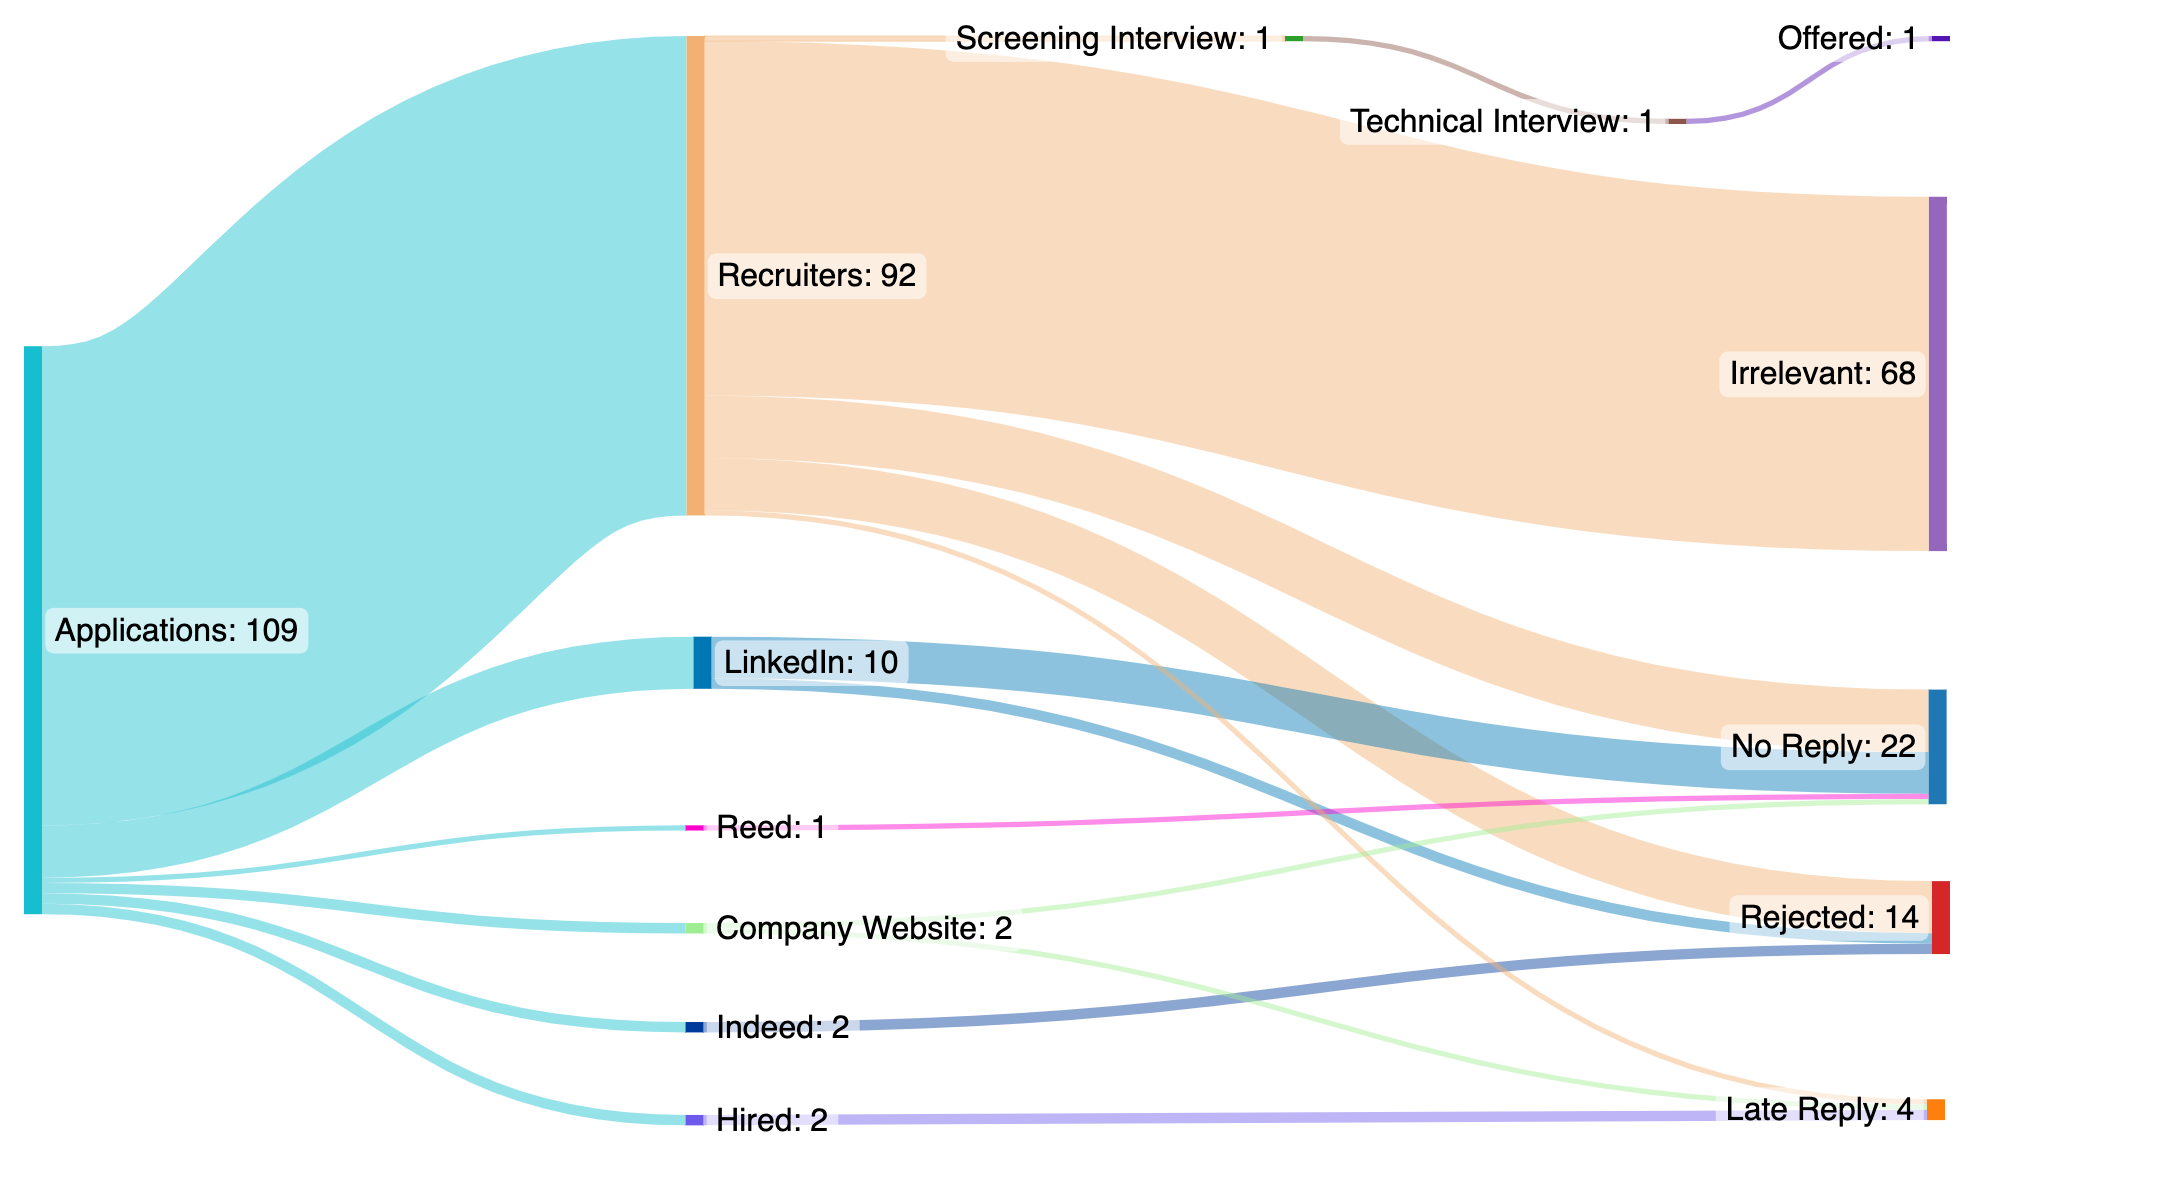 Screening Interview: 1
Offered: 1
Technical Interview: 1
Recruiters: 92
Irrelevant: 68
Applications: 109
LinkedIn: 10
No Reply: 22
Reed: 1
Rejected: 14
Company Website: 2
Indeed: 2
Late Reply: 4
Hired: 2